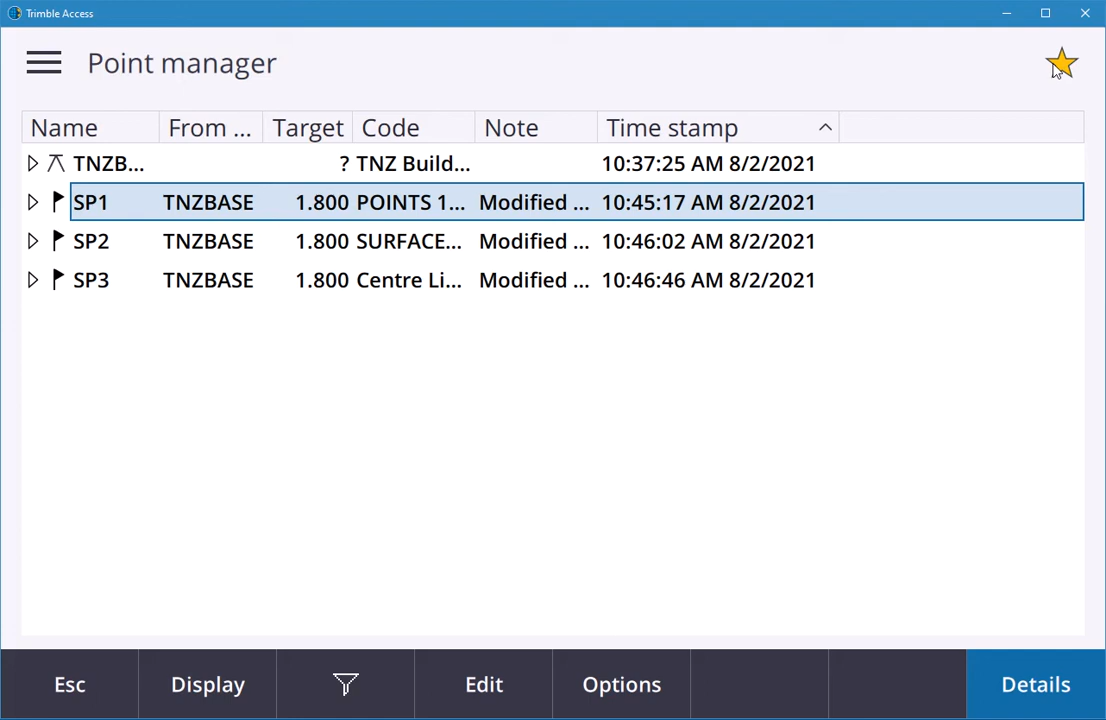 Trimble Access
Point manager
Name From ... Target Code Note Time stamp
TNZB... ? TNZ Build... 10:37:25 AM 8/2/2021
SP1 TNZBASE 1.800 POINTS 1... Modified ... 10:45:17 AM 8/2/2021
SP2 TNZBASE 1.800 SURFACE... Modified ... 10:46:02 AM 8/2/2021
SP3 TNZBASE 1.800 Centre Li... Modified ... 10:46:46 AM 8/2/2021
Esc Display Edit Options Details